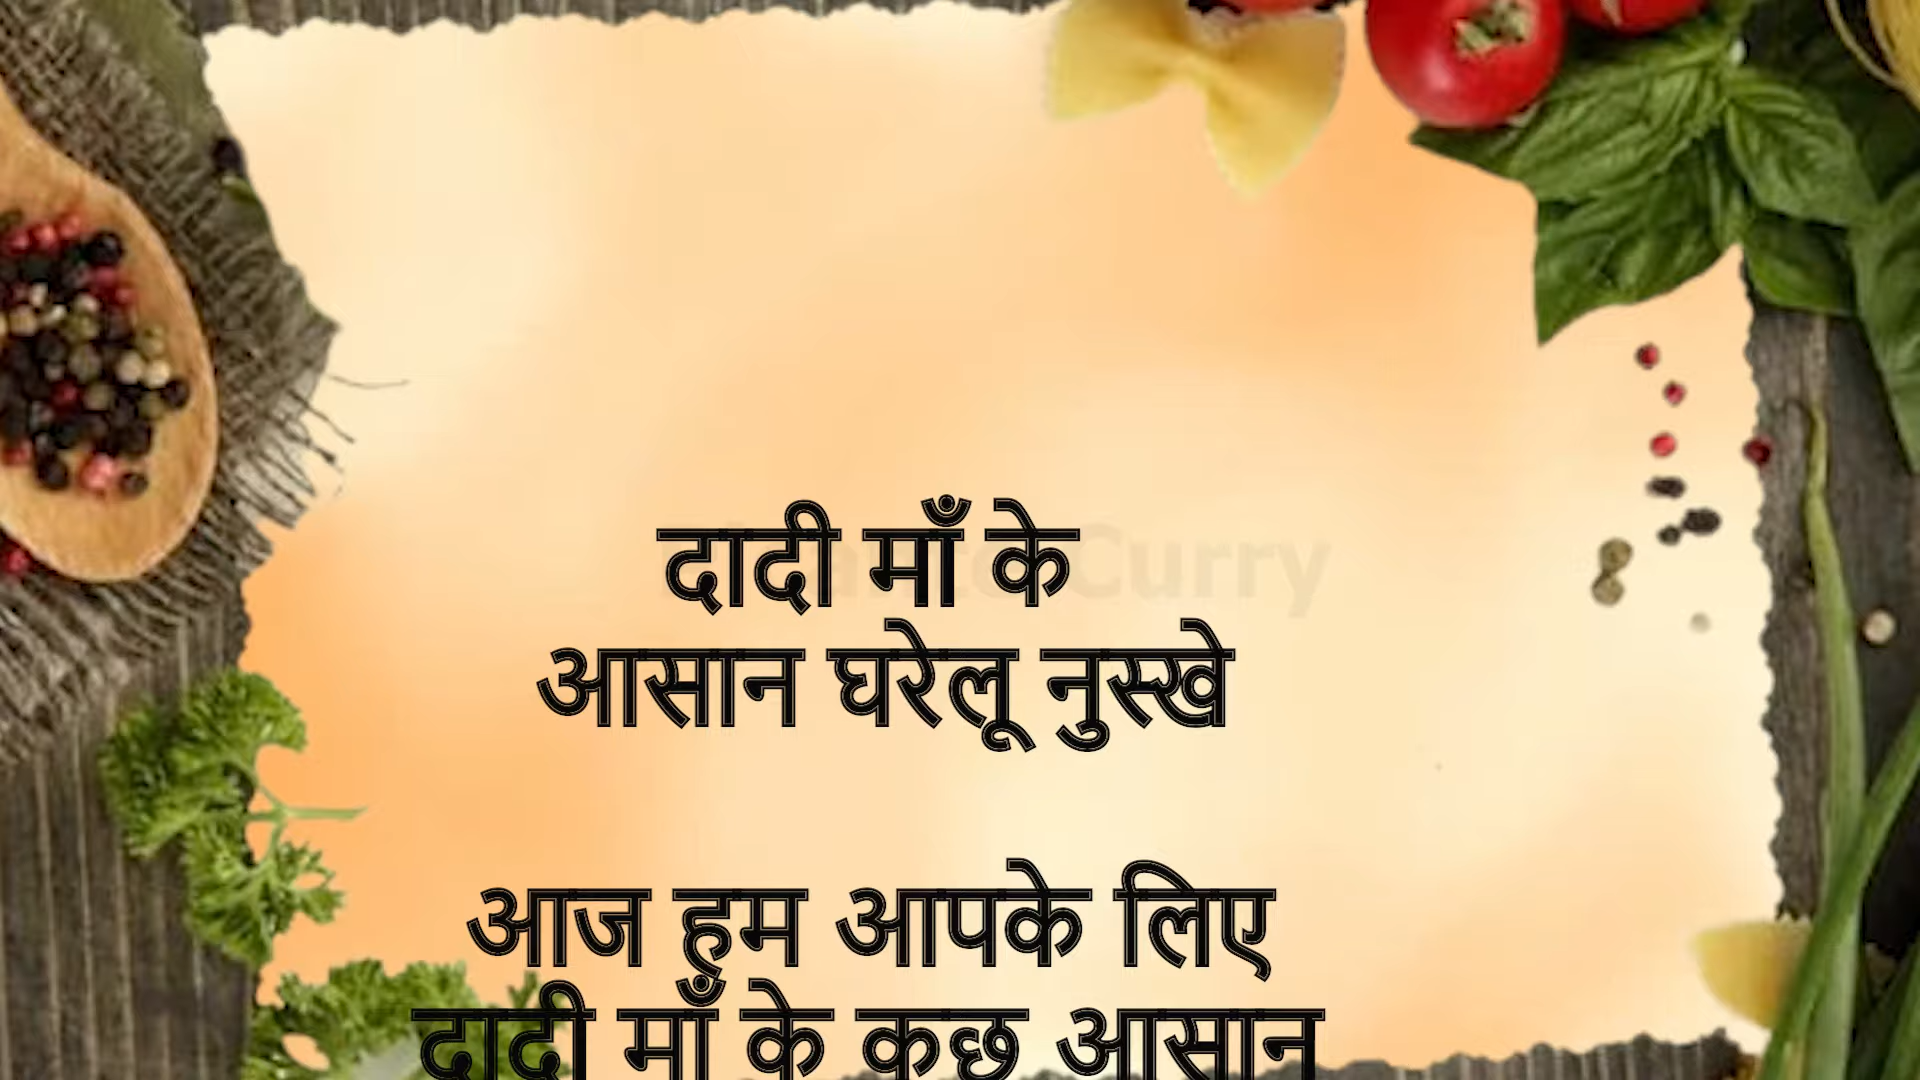 दादी माँ के
आसान घरेलू नुस्खे
आज हम आपके लिए
दादी माँ के कुछ आसान